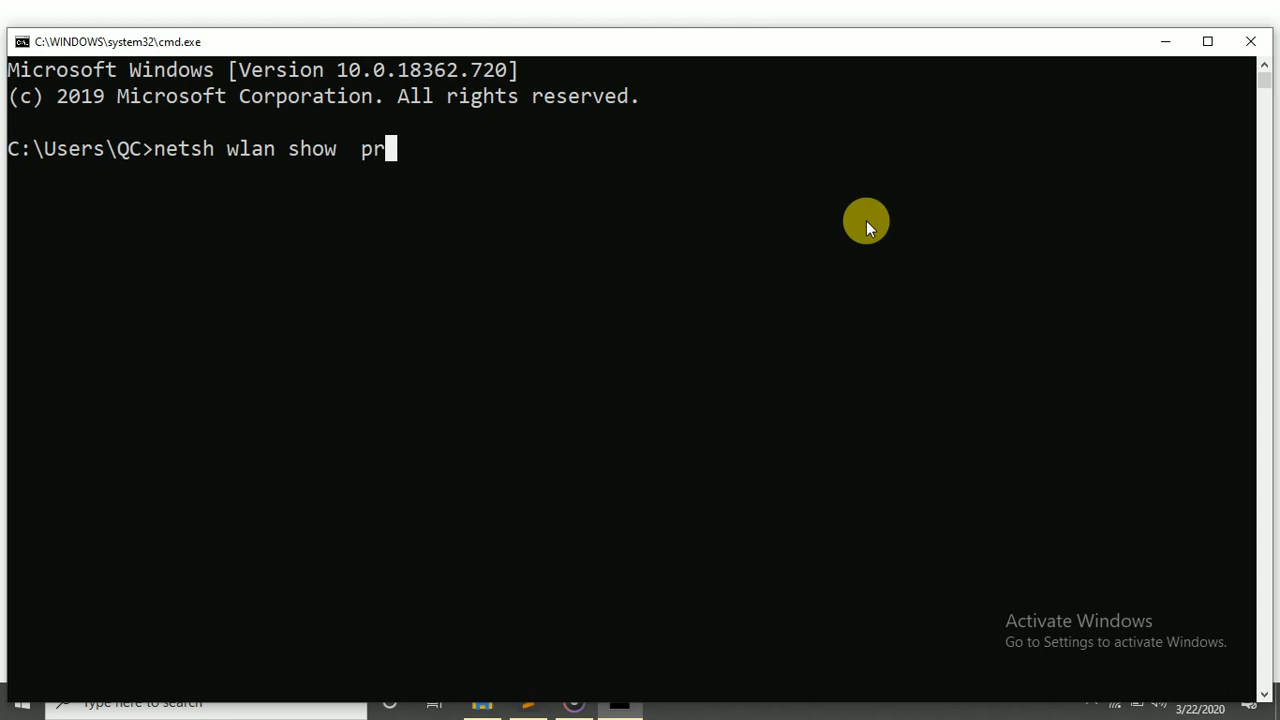 C:\WINDOWS\system32\cmd.exe
Microsoft Windows [Version 10.0.18362.720]
(c) 2019 Microsoft Corporation. All rights reserved.
C:\Users\QC>netsh wlan show  pr
Activate Windows
Go to Settings to activate Windows.
Type here to search
3/22/2020